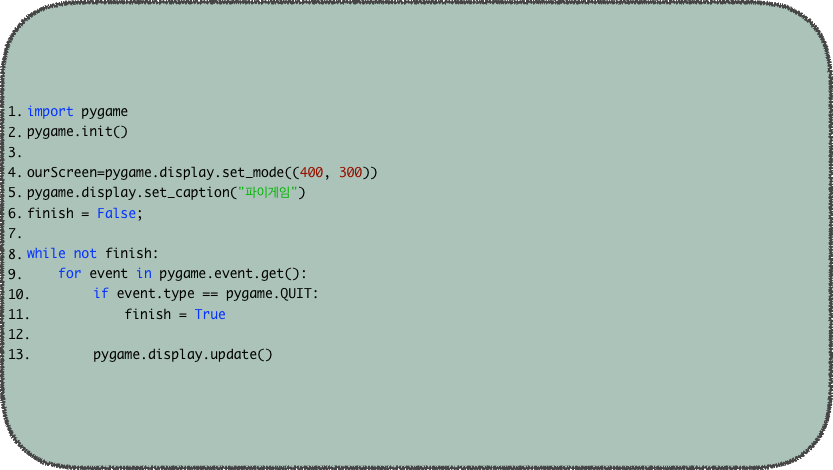 1. import pygame
2. pygame.init()
3.
4. ourScreen=pygame.display.set_mode((400, 300))
5. pygame.display.set_caption("파이게임")
6. finish = False;
7.
8. while not finish:
9.     for event in pygame.event.get():
10.         if event.type == pygame.QUIT:
11.             finish = True
12.
13.         pygame.display.update()